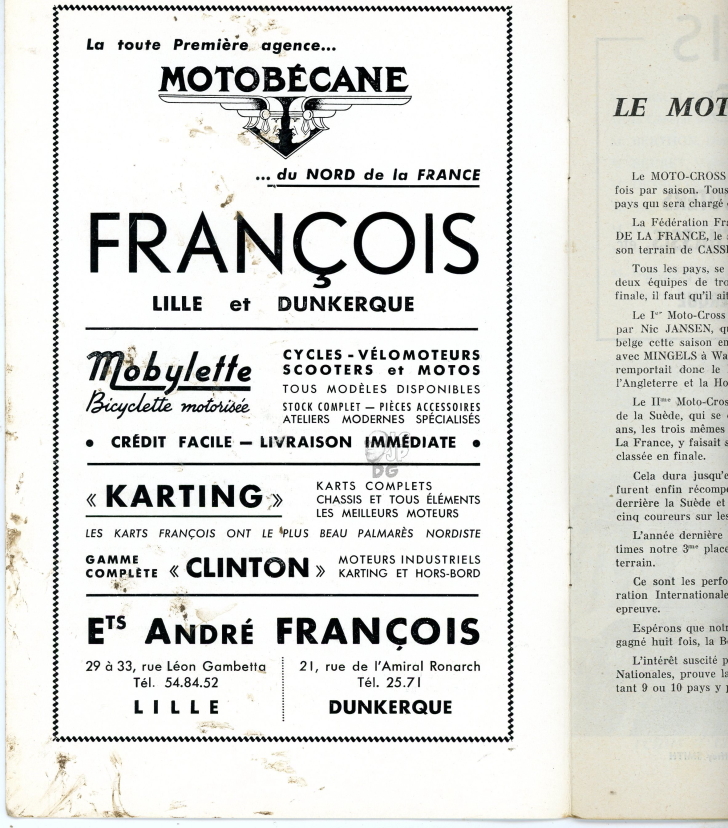 La toute Première agence...
MOTOBÉCANE
... du NORD de la FRANCE
FRANÇOIS
LILLE et DUNKERQUE
Mobylette
Bicyclette motorisée
CYCLES - VÉLOMOTEURS
SCOOTERS et MOTOS
TOUS MODÈLES DISPONIBLES
STOCK COMPLET — PIÈCES ACCESSOIRES
ATELIERS MODERNES SPÉCIALISÉS
• CRÉDIT FACILE — LIVRAISON IMMÉDIATE •
« KARTING »
KARTS COMPLETS
CHASSIS ET TOUS ÉLÉMENTS
LES MEILLEURS MOTEURS
LES KARTS FRANÇOIS ONT LE PLUS BEAU PALMARÈS NORDISTE
GAMME
COMPLÈTE
« CLINTON »
MOTEURS INDUSTRIELS
KARTING ET HORS-BORD
ETS ANDRÉ FRANÇOIS
29 à 33, rue Léon Gambetta
Tél. 54.84.52
LILLE
21, rue de l'Amiral Ronarch
Tél. 25.71
DUNKERQUE
LE MOT
Le MOTO-CROSS
fois par saison. Tous
pays qui sera chargé
La Fédération Fra
DE LA FRANCE, le
son terrain de CASS
Tous les pays, se
deux équipes de tro
finale, il faut qu'il ait
Le Ier Moto-Cross
par Nic JANSEN, qu
belge cette saison en
avec MINGELS à Wa
remportait donc le
l'Angleterre et la Ho
Le IIme Moto-Cros
de la Suède, qui se
ans, les trois mêmes
La France, y faisait s
classée en finale.
Cela dura jusqu'e
furent enfin récompe
derrière la Suède et
cinq coureurs sur les
L'année dernière
times notre 3me place
terrain.
Ce sont les perfo
ration Internationale
epreuve.
Espérons que notr
gagné huit fois, la B
L'intérêt suscité p
Nationales, prouve la
tant 9 ou 10 pays y p